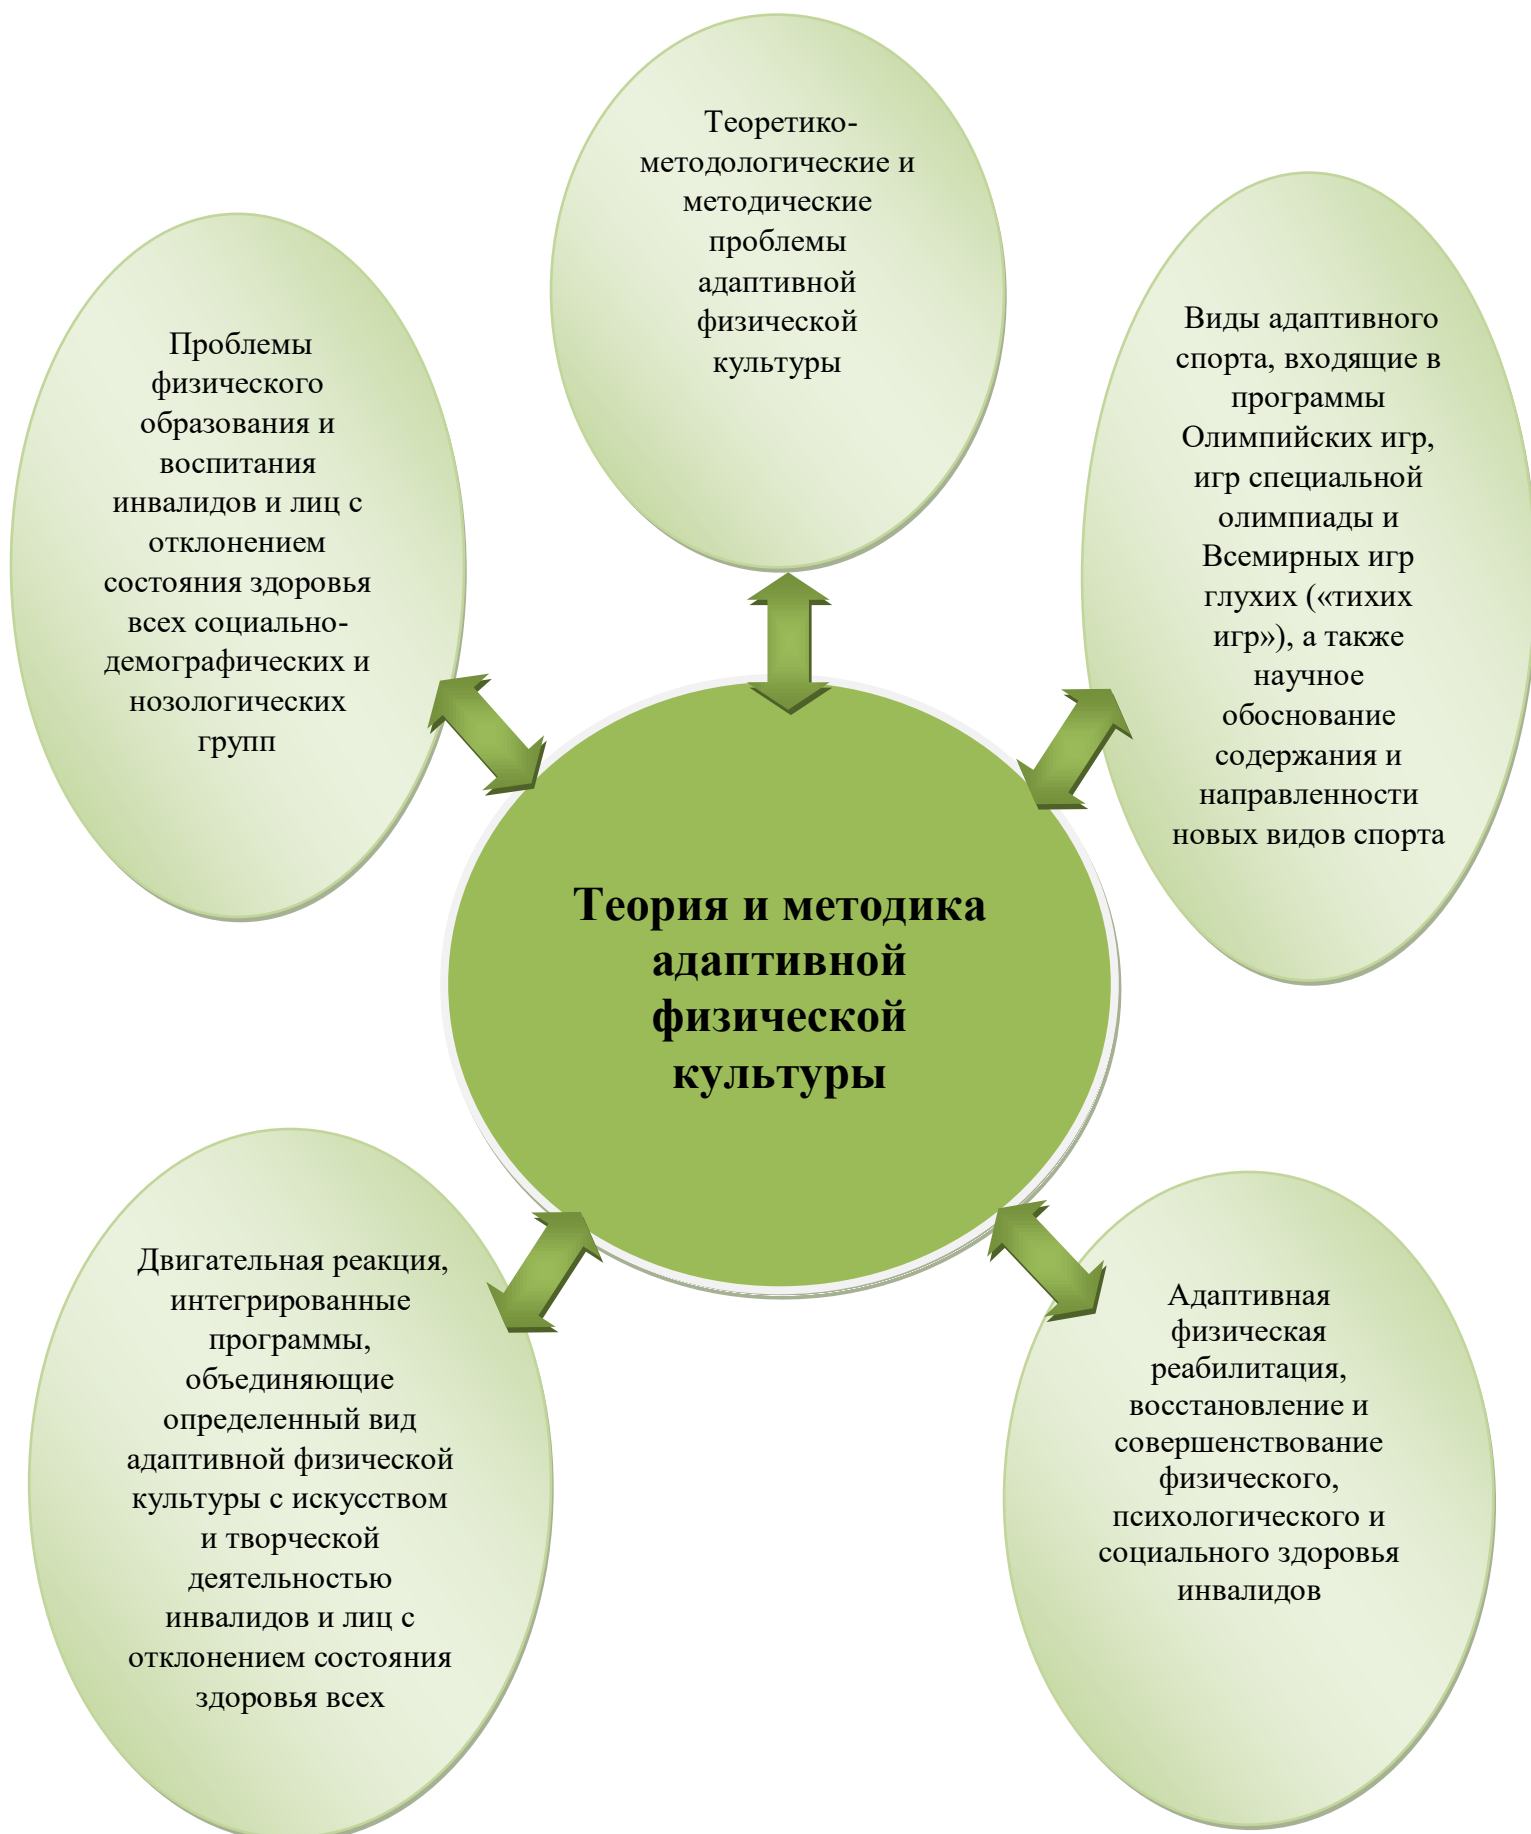 Теоретико-
методологические и
методические
проблемы
адаптивной
физической
культуры
Проблемы
физического
образования и
воспитания
инвалидов и лиц с
отклонением
состояния здоровья
всех социально-
демографических и
нозологических
групп
Виды адаптивного
спорта, входящие в
программы
Олимпийских игр,
игр специальной
олимпиады и
Всемирных игр
глухих («тихих
игр»), а также
научное
обоснование
содержания и
направленности
новых видов спорта
Теория и методика
адаптивной
физической
культуры
Двигательная реакция,
интегрированные
программы,
объединяющие
определенный вид
адаптивной физической
культуры с искусством
и творческой
деятельностью
инвалидов и лиц с
отклонением состояния
здоровья всех
Адаптивная
физическая
реабилитация,
восстановление и
совершенствование
физического,
психологического и
социального здоровья
инвалидов